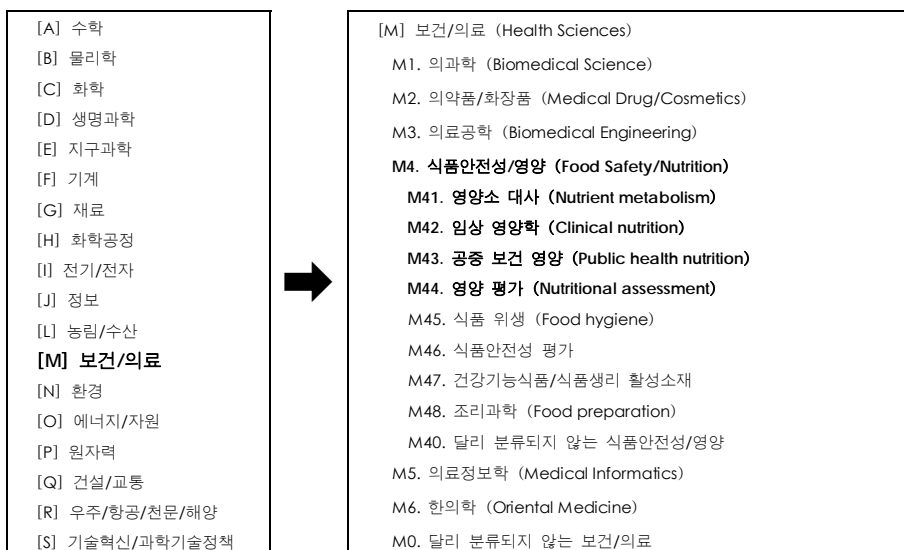 [A] 수학
[B] 물리학
[C] 화학
[D] 생명과학
[E] 지구과학
[F] 기계
[G] 재료
[H] 화학공정
[I] 전기/전자
[J] 정보
[L] 농림/수산
[M] 보건/의료
[N] 환경
[O] 에너지/자원
[P] 원자력
[Q] 건설/교통
[R] 우주/항공/천문/해양
[S] 기술혁신/과학기술정책
[M] 보건/의료 (Health Sciences)
M1. 의과학 (Biomedical Science)
M2. 의약품/화장품 (Medical Drug/Cosmetics)
M3. 의료공학 (Biomedical Engineering)
M4. 식품안전성/영양 (Food Safety/Nutrition)
M41. 영양소 대사 (Nutrient metabolism)
M42. 임상 영양학 (Clinical nutrition)
M43. 공중 보건 영양 (Public health nutrition)
M44. 영양 평가 (Nutritional assessment)
M45. 식품 위생 (Food hygiene)
M46. 식품안전성 평가
M47. 건강기능식품/식품생리 활성소재
M48. 조리과학 (Food preparation)
M40. 달리 분류되지 않는 식품안전성/영양
M5. 의료정보학 (Medical Informatics)
M6. 한의학 (Oriental Medicine)
M0. 달리 분류되지 않는 보건/의료